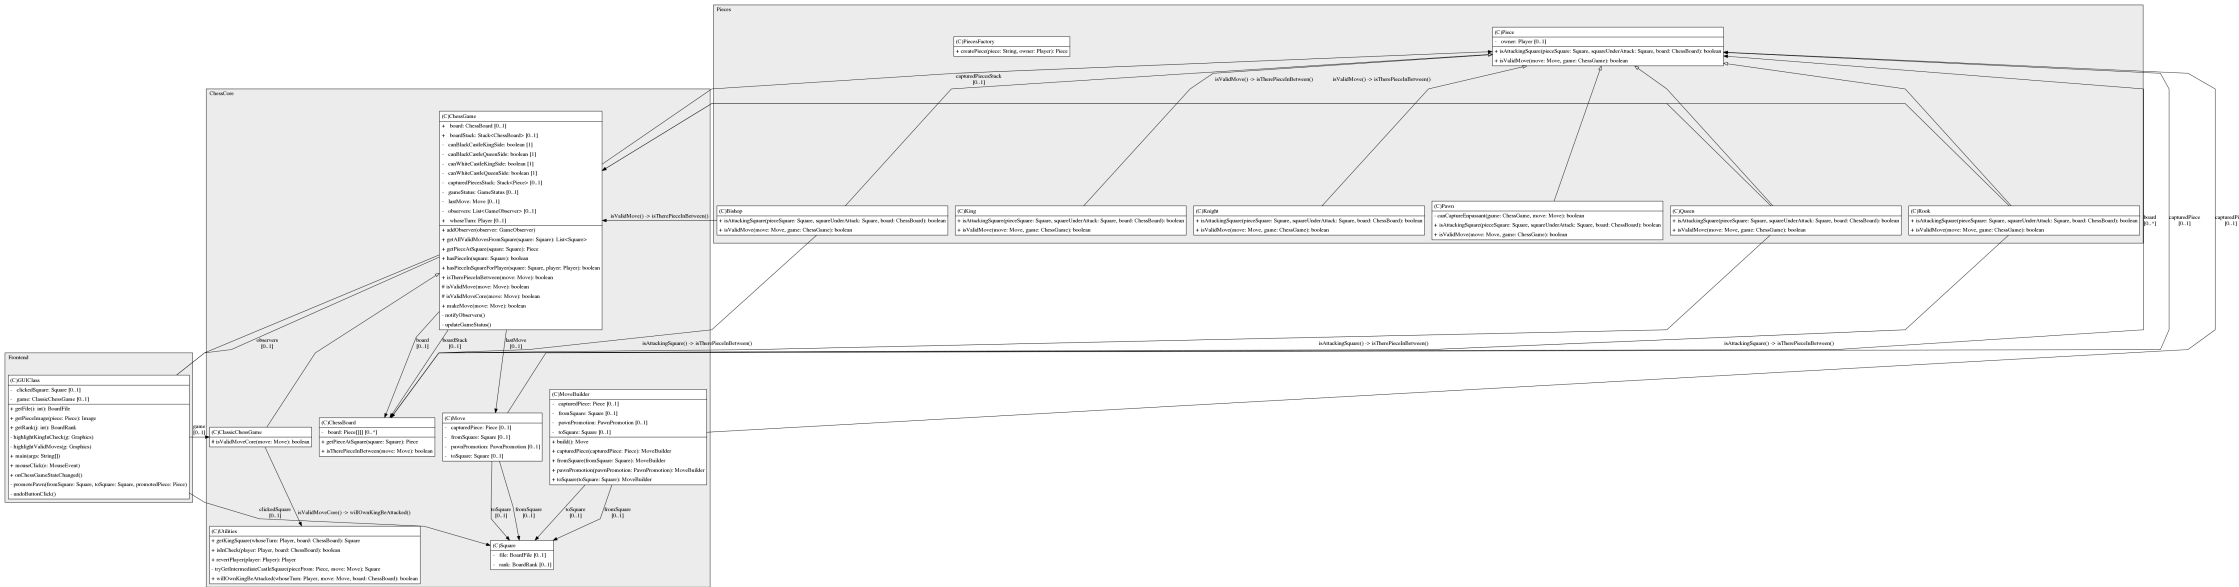 Pieces
(C)PiecesFactory
+ createPiece(piece: String, owner: Player): Piece
(C)Piece
- owner: Player [0..1]
+ isAttackingSquare(pieceSquare: Square, squareUnderAttack: Square, board: ChessBoard): boolean
+ isValidMove(move: Move, game: ChessGame): boolean
capturedPiecesStack
[0..1]
isValidMove() -> isTherePieceInBetween()
isValidMove() -> isTherePieceInBetween()
ChessCore
(C)ChessGame
+ board: ChessBoard [0..1]
+ boardStack: Stack<ChessBoard> [0..1]
- canBlackCastleKingSide: boolean [1]
- canBlackCastleQueenSide: boolean [1]
- canWhiteCastleKingSide: boolean [1]
- canWhiteCastleQueenSide: boolean [1]
- capturedPiecesStack: Stack<Piece> [0..1]
- gameStatus: GameStatus [0..1]
- lastMove: Move [0..1]
- observers: List<GameObserver> [0..1]
+ whoseTurn: Player [0..1]
+ addObserver(observer: GameObserver)
+ getAllValidMovesFromSquare(square: Square): List<Square>
+ getPieceAtSquare(square: Square): Piece
+ hasPieceIn(square: Square): boolean
+ hasPieceInSquareForPlayer(square: Square, player: Player): boolean
+ isTherePieceInBetween(move: Move): boolean
# isValidMove(move: Move): boolean
# isValidMoveCore(move: Move): boolean
+ makeMove(move: Move): boolean
- notifyObservers()
- updateGameStatus()
isValidMove() -> isTherePieceInBetween()
(C)Bishop
+ isAttackingSquare(pieceSquare: Square, squareUnderAttack: Square, board: ChessBoard): boolean
+ isValidMove(move: Move, game: ChessGame): boolean
(C)King
+ isAttackingSquare(pieceSquare: Square, squareUnderAttack: Square, board: ChessBoard): boolean
+ isValidMove(move: Move, game: ChessGame): boolean
(C)Knight
+ isAttackingSquare(pieceSquare: Square, squareUnderAttack: Square, board: ChessBoard): boolean
+ isValidMove(move: Move, game: ChessGame): boolean
(C)Pawn
- canCaptureEnpassant(game: ChessGame, move: Move): boolean
+ isAttackingSquare(pieceSquare: Square, squareUnderAttack: Square, board: ChessBoard): boolean
+ isValidMove(move: Move, game: ChessGame): boolean
(C)Queen
+ isAttackingSquare(pieceSquare: Square, squareUnderAttack: Square, board: ChessBoard): boolean
+ isValidMove(move: Move, game: ChessGame): boolean
(C)Rook
+ isAttackingSquare(pieceSquare: Square, squareUnderAttack: Square, board: ChessBoard): boolean
+ isValidMove(move: Move, game: ChessGame): boolean
board
[0..*]
capturedPiece
[0..1]
capturedPi
[0..1]
observers
[0..1]
board
[0..1]
boardStack
[0..1]
lastMove
[0..1]
isAttackingSquare() -> isTherePieceInBetween()
isAttackingSquare() -> isTherePieceInBetween()
isAttackingSquare() -> isTherePieceInBetween()
Frontend
(C)GUIClass
- clickedSquare: Square [0..1]
- game: ClassicChessGame [0..1]
+ getFile(i: int): BoardFile
+ getPieceImage(piece: Piece): Image
+ getRank(j: int): BoardRank
- highlightKingInCheck(g: Graphics)
- highlightValidMoves(g: Graphics)
+ main(args: String[])
+ mouseClick(e: MouseEvent)
+ onChessGameStateChanged()
- promotePawn(fromSquare: Square, toSquare: Square, promotedPiece: Piece)
- undoButtonClick()
game
[0..1]
(C)ClassicChessGame
# isValidMoveCore(move: Move): boolean
(C)ChessBoard
- board: Piece[][] [0..*]
+ getPieceAtSquare(square: Square): Piece
+ isTherePieceInBetween(move: Move): boolean
(C)Move
- capturedPiece: Piece [0..1]
- fromSquare: Square [0..1]
- pawnPromotion: PawnPromotion [0..1]
- toSquare: Square [0..1]
(C)MoveBuilder
- capturedPiece: Piece [0..1]
- fromSquare: Square [0..1]
- pawnPromotion: PawnPromotion [0..1]
- toSquare: Square [0..1]
+ build(): Move
+ capturedPiece(capturedPiece: Piece): MoveBuilder
+ fromSquare(fromSquare: Square): MoveBuilder
+ pawnPromotion(pawnPromotion: PawnPromotion): MoveBuilder
+ toSquare(toSquare: Square): MoveBuilder
clickedSquare
[0..1]
isValidMoveCore() -> willOwnKingBeAttacked()
toSquare
[0..1]
fromSquare
[0..1]
toSquare
[0..1]
fromSquare
[0..1]
(C)Utilities
+ getKingSquare(whoseTurn: Player, board: ChessBoard): Square
+ isInCheck(player: Player, board: ChessBoard): boolean
+ revertPlayer(player: Player): Player
- tryGetIntermediateCastleSquare(pieceFrom: Piece, move: Move): Square
+ willOwnKingBeAttacked(whoseTurn: Player, move: Move, board: ChessBoard): boolean
(C)Square
- file: BoardFile [0..1]
- rank: BoardRank [0..1]